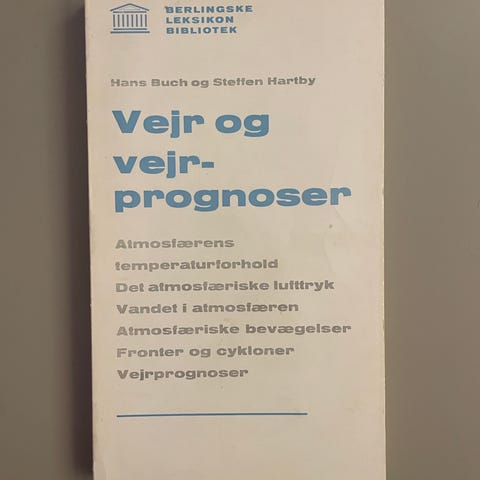 BERLINGSKE
LEKSIKON
BIBLIOTEK
Hans Buch og Steffen Hartby
Vejr og
vejr-
prognoser
Atmosfærens
temperaturforhold
Det atmosfæriske lufttryk
Vandet i atmosfæren
Atmosfæriske bevægelser
Fronter og cykloner
Vejrprognoser